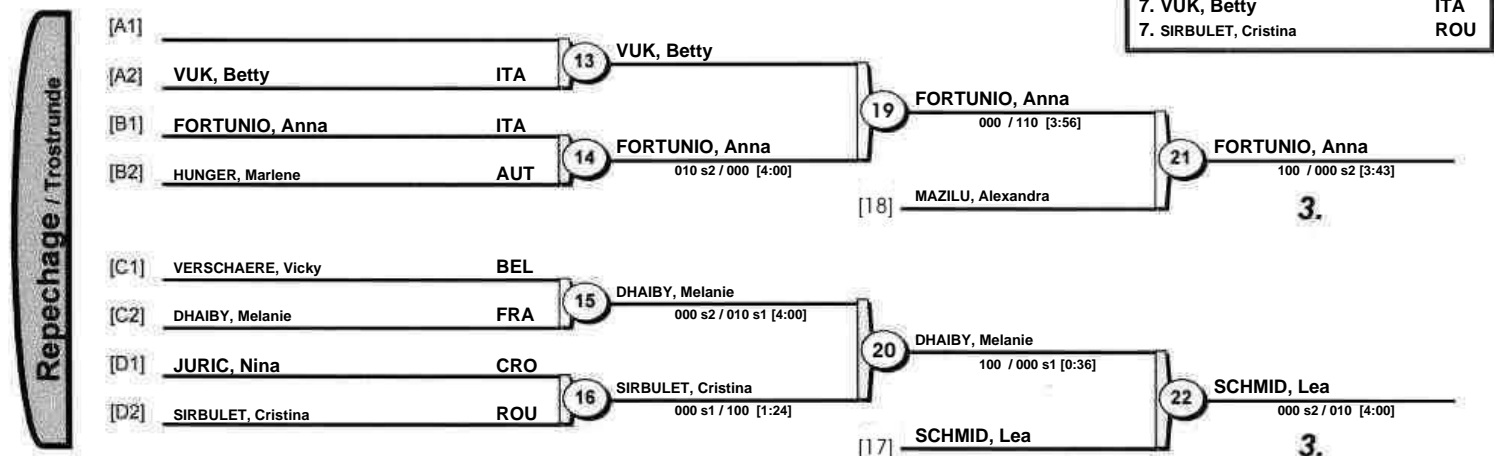 7. VUK, Betty ITA
7. SIRBULET, Cristina ROU
Repechage / Trostrunde
[A1]
[A2] VUK, Betty ITA
13 VUK, Betty
[B1] FORTUNIO, Anna ITA
[B2] HUNGER, Marlene AUT
14 FORTUNIO, Anna
010 s2 / 000 [4:00]
19 FORTUNIO, Anna
000 / 110 [3:56]
[18] MAZILU, Alexandra
21 FORTUNIO, Anna
100 / 000 s2 [3:43]
3.
[C1] VERSCHAERE, Vicky BEL
[C2] DHAIBY, Melanie FRA
15 DHAIBY, Melanie
000 s2 / 010 s1 [4:00]
[D1] JURIC, Nina CRO
[D2] SIRBULET, Cristina ROU
16 SIRBULET, Cristina
000 s1 / 100 [1:24]
20 DHAIBY, Melanie
100 / 000 s1 [0:36]
[17] SCHMID, Lea
22 SCHMID, Lea
000 s2 / 010 [4:00]
3.